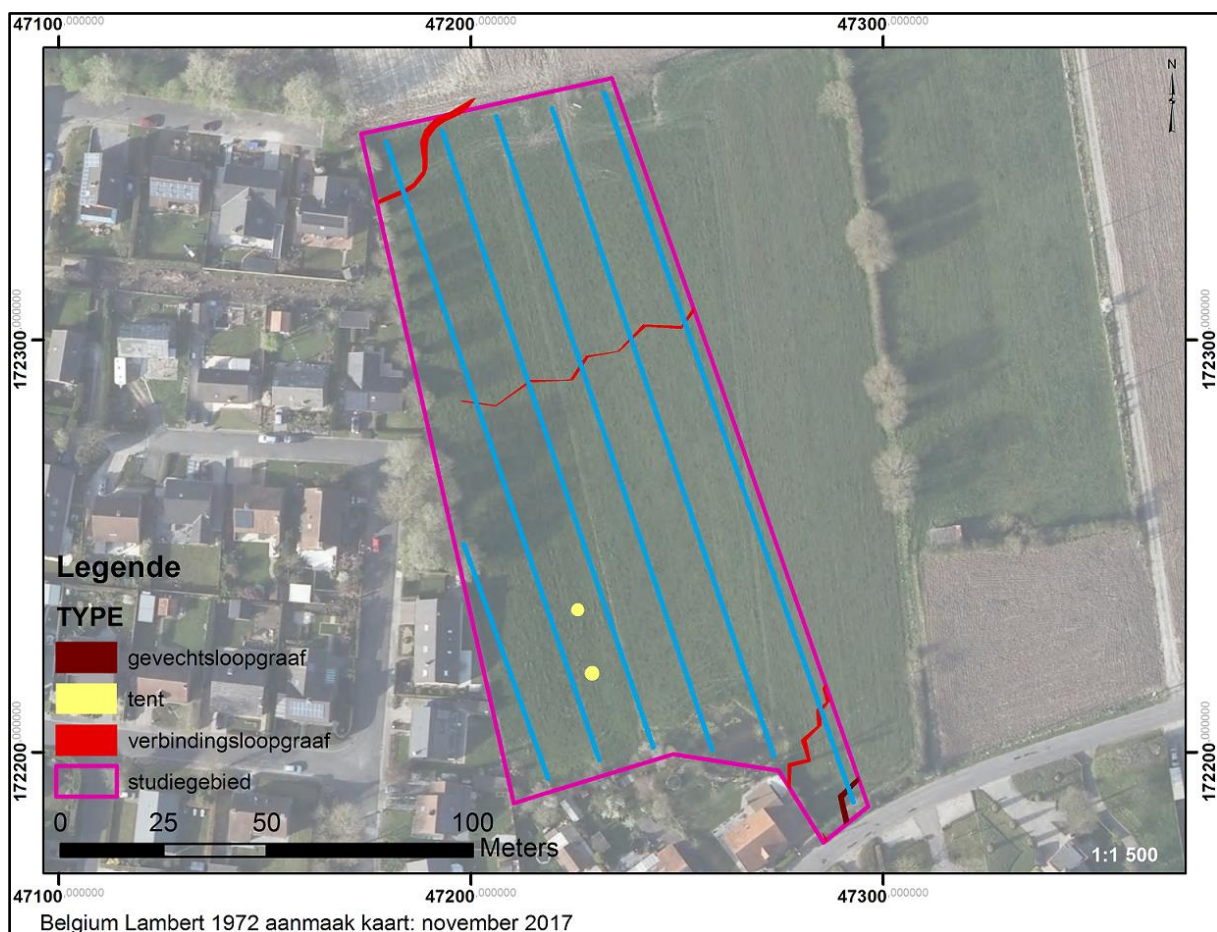 47100,000000 47200,000000 47300,000000
N
172300,000000 172300,000000
Legende
TYPE
gevechtsloopgraaf
tent
verbindingsloopgraaf
studiegebied
172200,000000 172200,000000
0 25 50 100
Meters
1:1 500
47100,000000 47200,000000 47300,000000
Belgium Lambert 1972 aanmaak kaart: november 2017